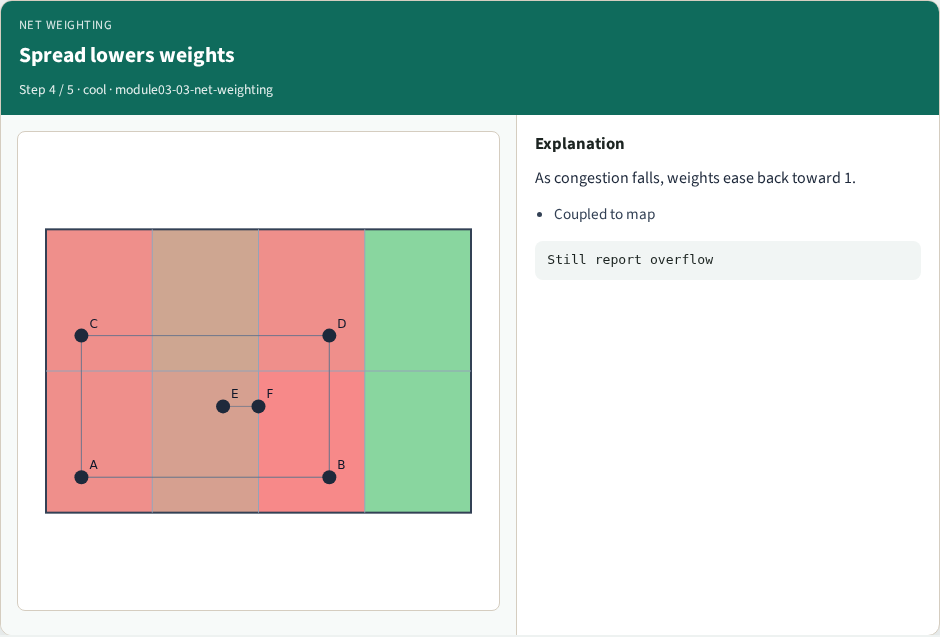 NET WEIGHTING
Spread lowers weights
Step 4 / 5 · cool · module03-03-net-weighting
C
D
E
F
A
B
Explanation
As congestion falls, weights ease back toward 1.
• Coupled to map
Still report overflow